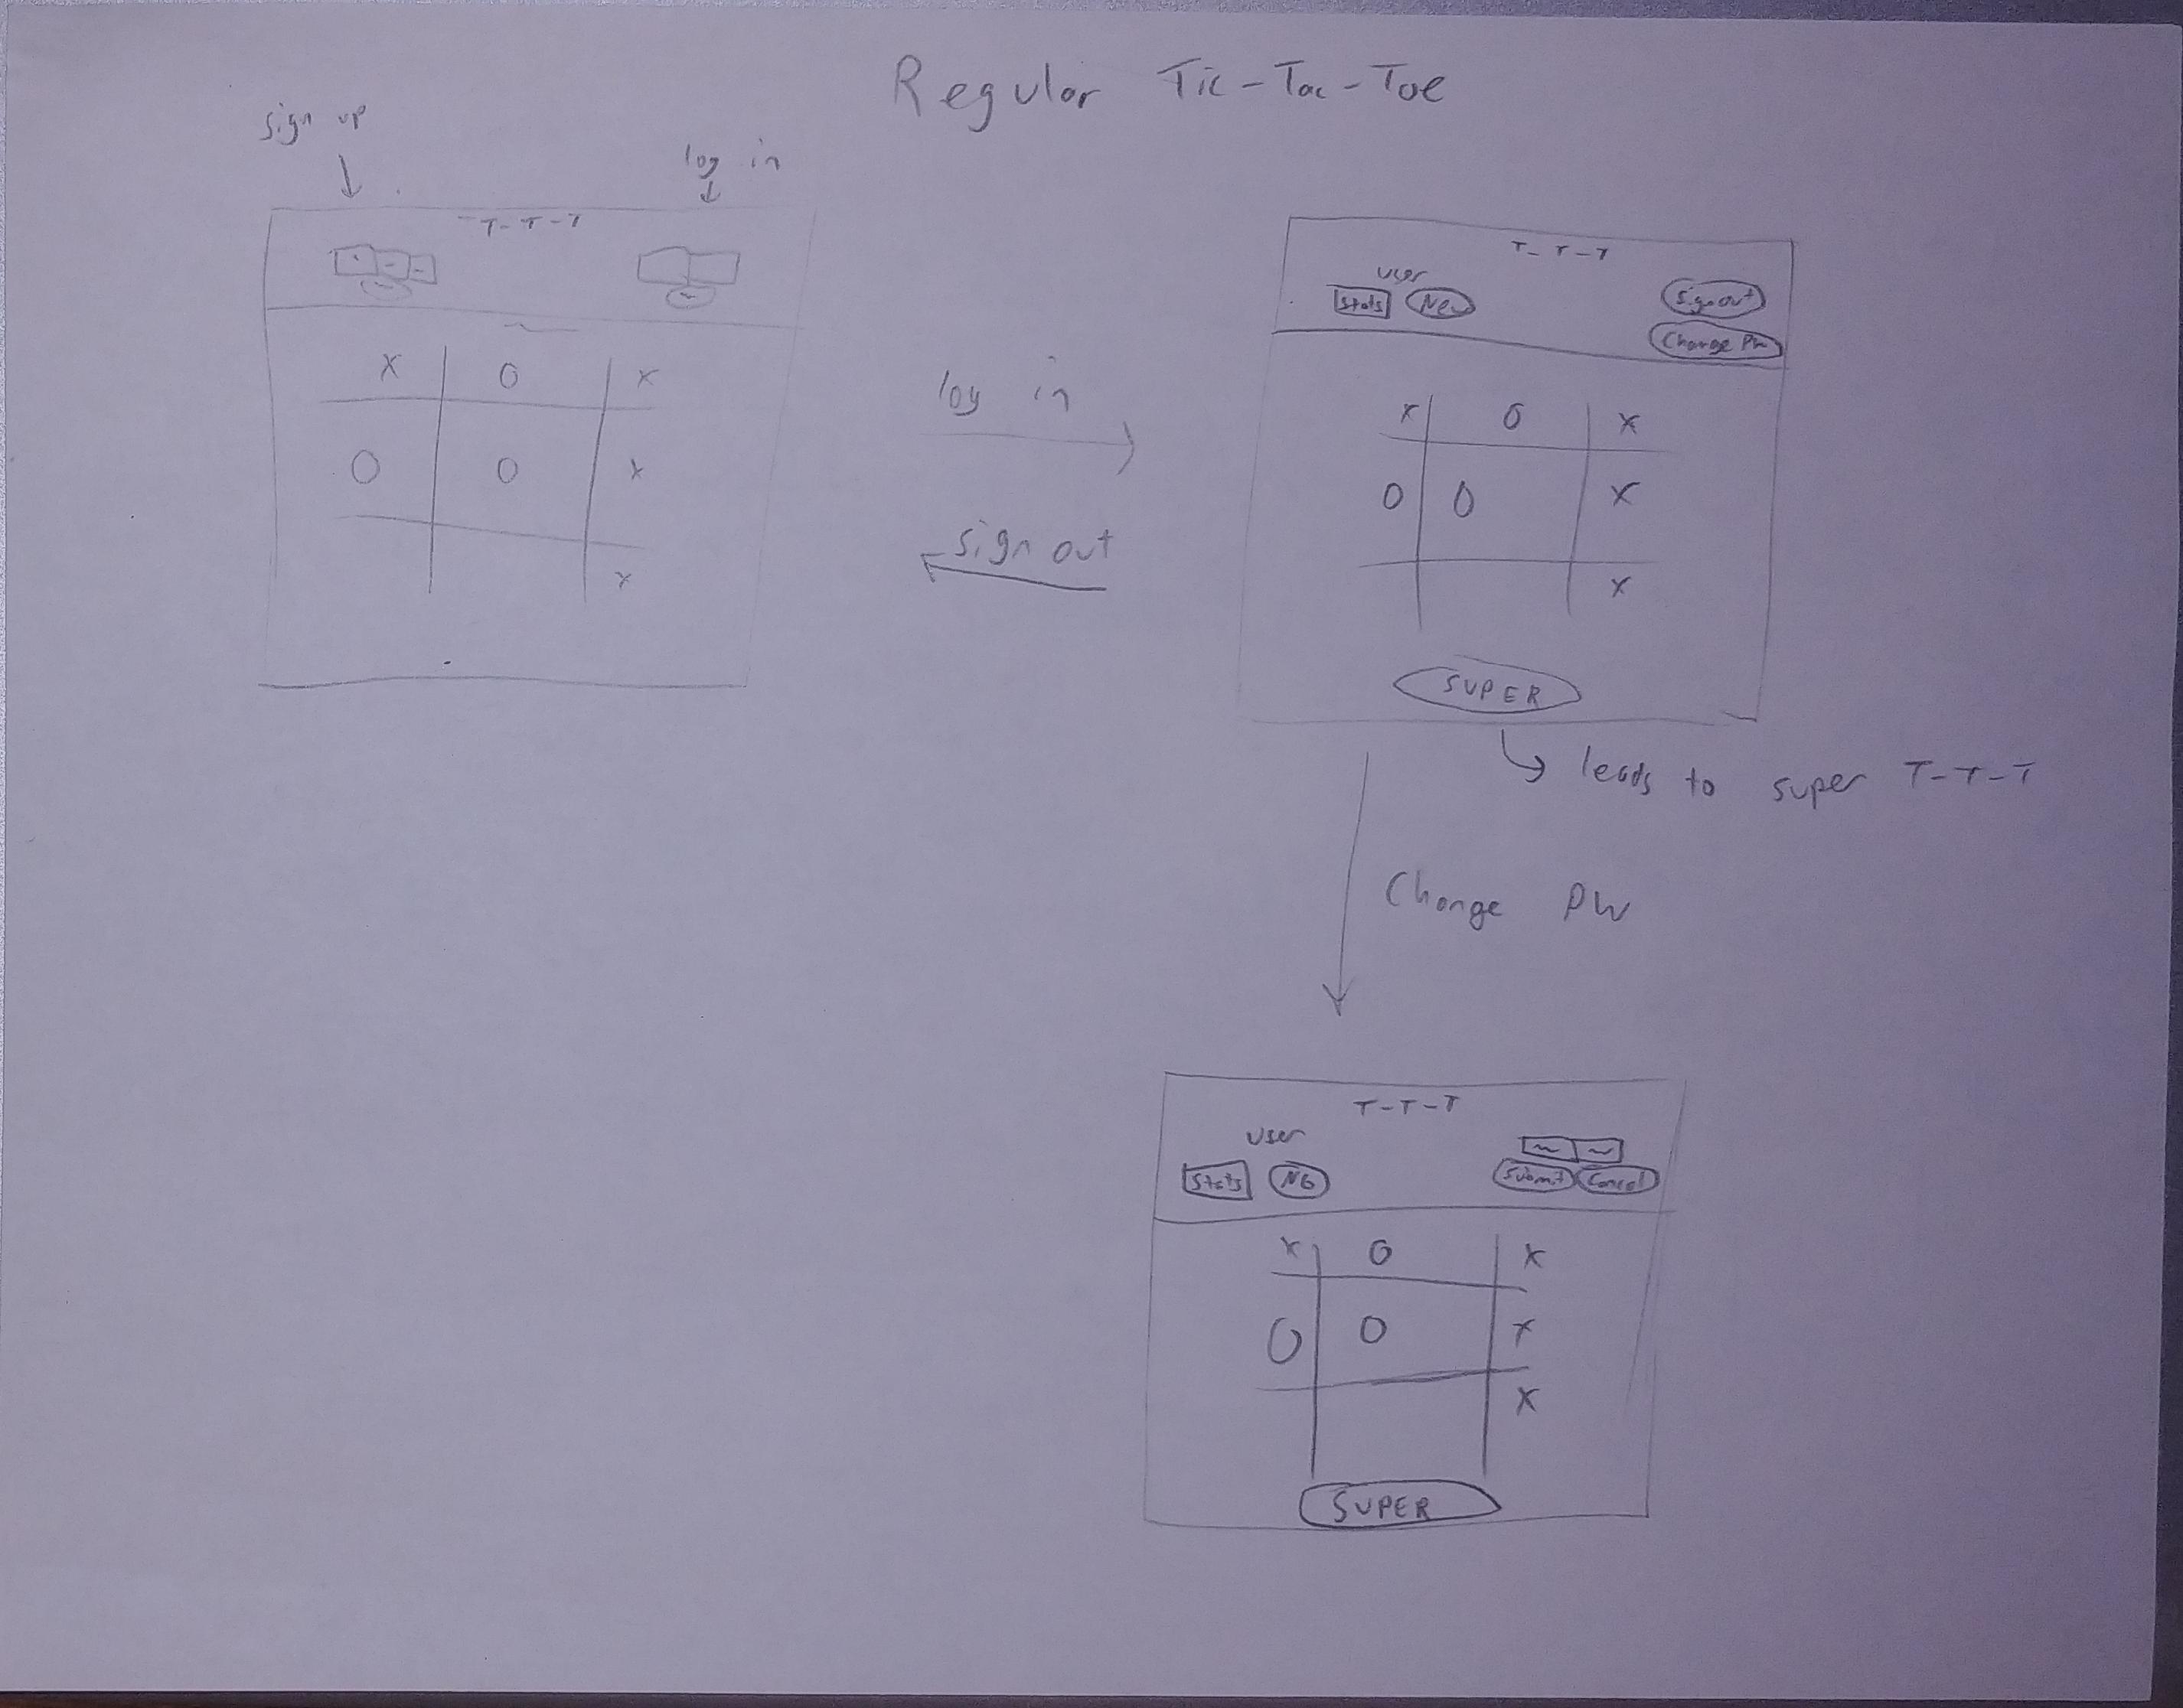 Regular Tic-Tac-Toe
sign up
log in
T-T-T
X O X
O O X
X
log in
sign out
T-T-T
user
Stats New
Sign out
Change PW
X O X
O O X
X
SUPER
leads to super T-T-T
Change PW
T-T-T
User
Stats NG
Submit Cancel
X O X
O O X
X
SUPER